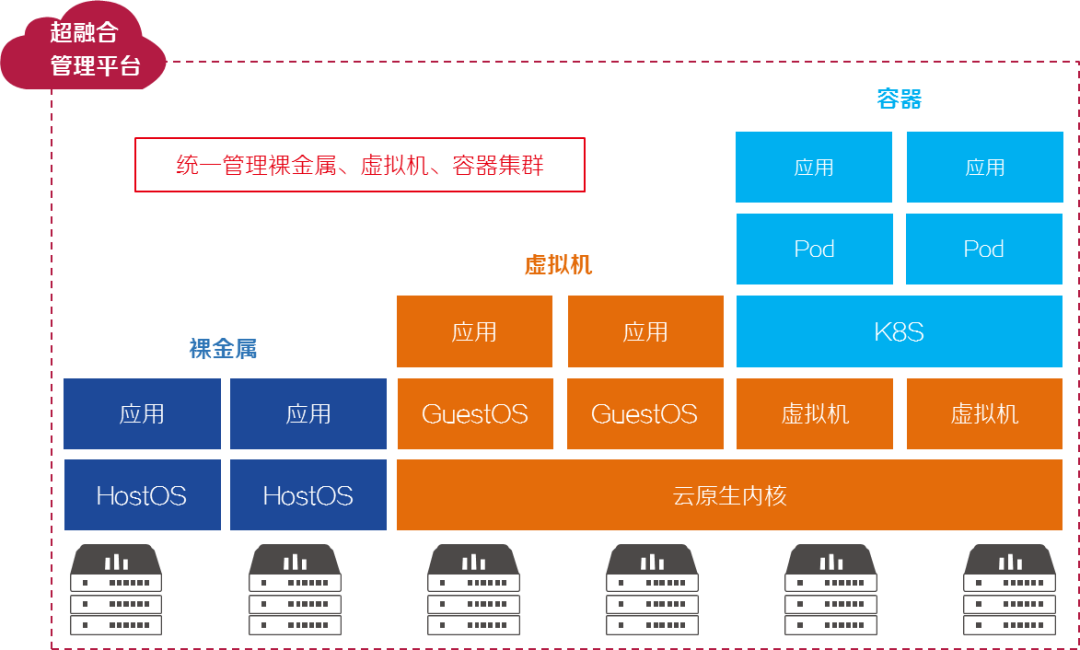 超融合
管理平台
容器
统一管理裸金属、虚拟机、容器集群
应用 应用
Pod Pod
虚拟机
应用 应用 K8S
裸金属
应用 应用 GuestOS GuestOS 虚拟机 虚拟机
HostOS HostOS 云原生内核